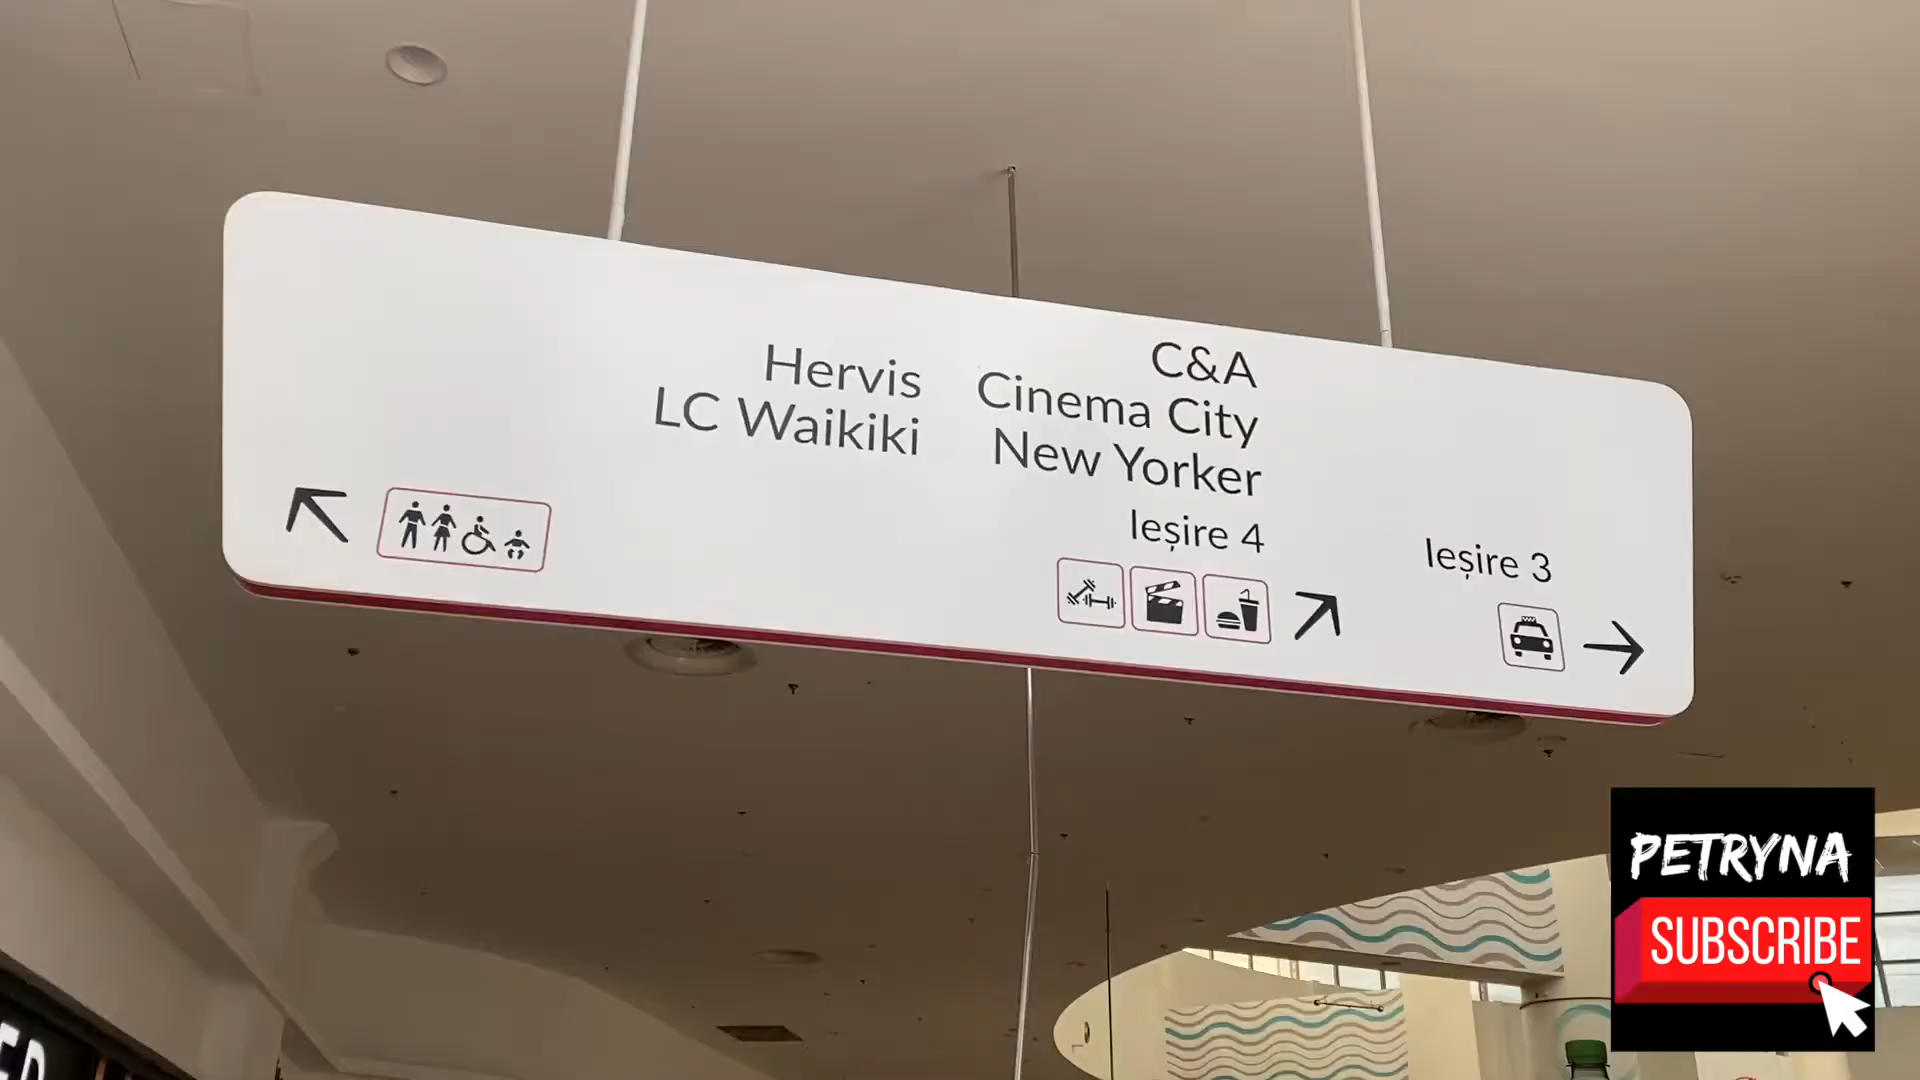 Hervis
LC Waikiki
C&A
Cinema City
New Yorker
Ieșire 4
Ieșire 3
PETRYNA
SUBSCRIBE